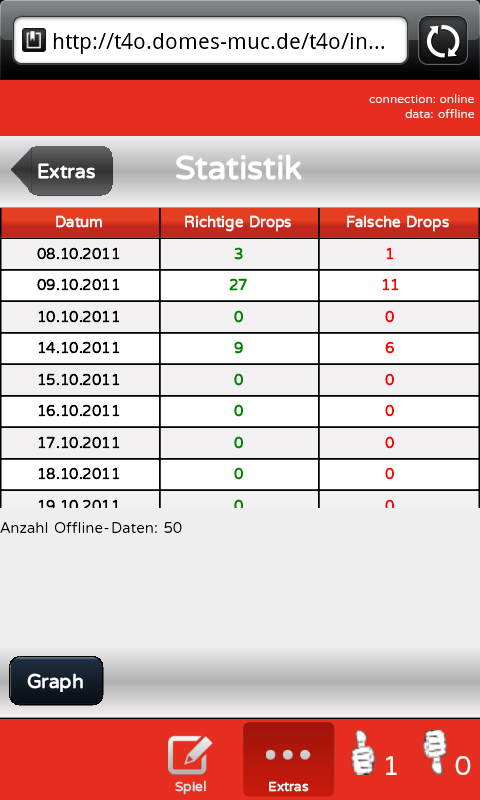 http://t4o.domes-muc.de/t4o/in...
connection: online
data: offline
Extras
Statistik
Datum Richtige Drops Falsche Drops
08.10.2011 3 1
09.10.2011 27 11
10.10.2011 0 0
14.10.2011 9 6
15.10.2011 0 0
16.10.2011 0 0
17.10.2011 0 0
18.10.2011 0 0
19.10.2011 0 0
Anzahl Offline-Daten: 50
Graph
Spiel Extras 1 0